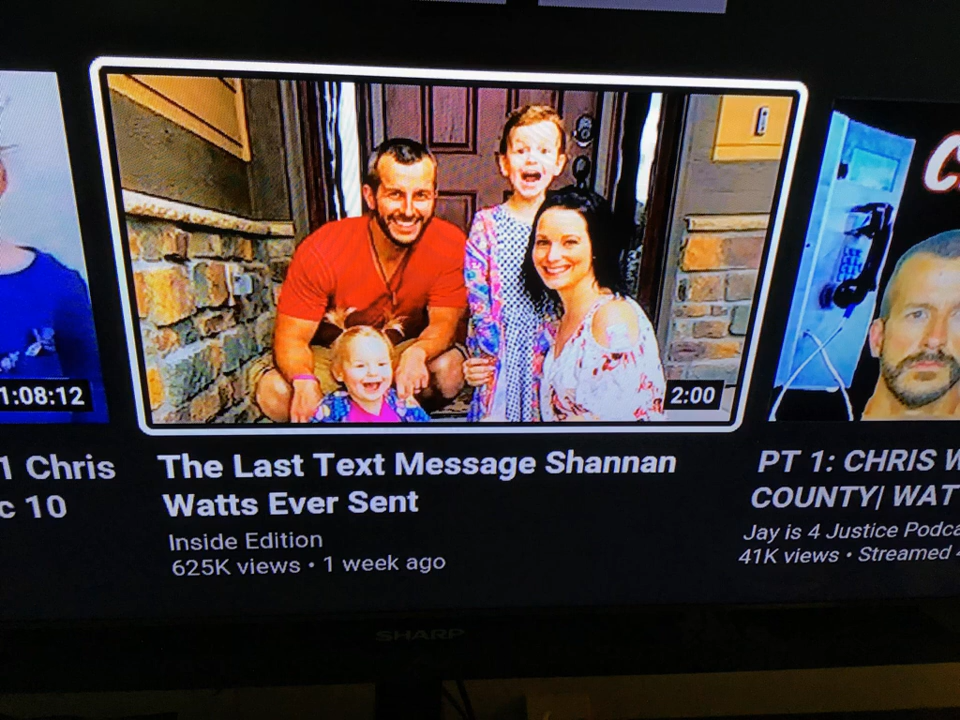 1:08:12
1 Chris
c 10
2:00
The Last Text Message Shannan
Watts Ever Sent
Inside Edition
625K views • 1 week ago
C
PT 1: CHRIS W
COUNTY| WAT
Jay is 4 Justice Podca
41K views • Streamed 4
SHARP